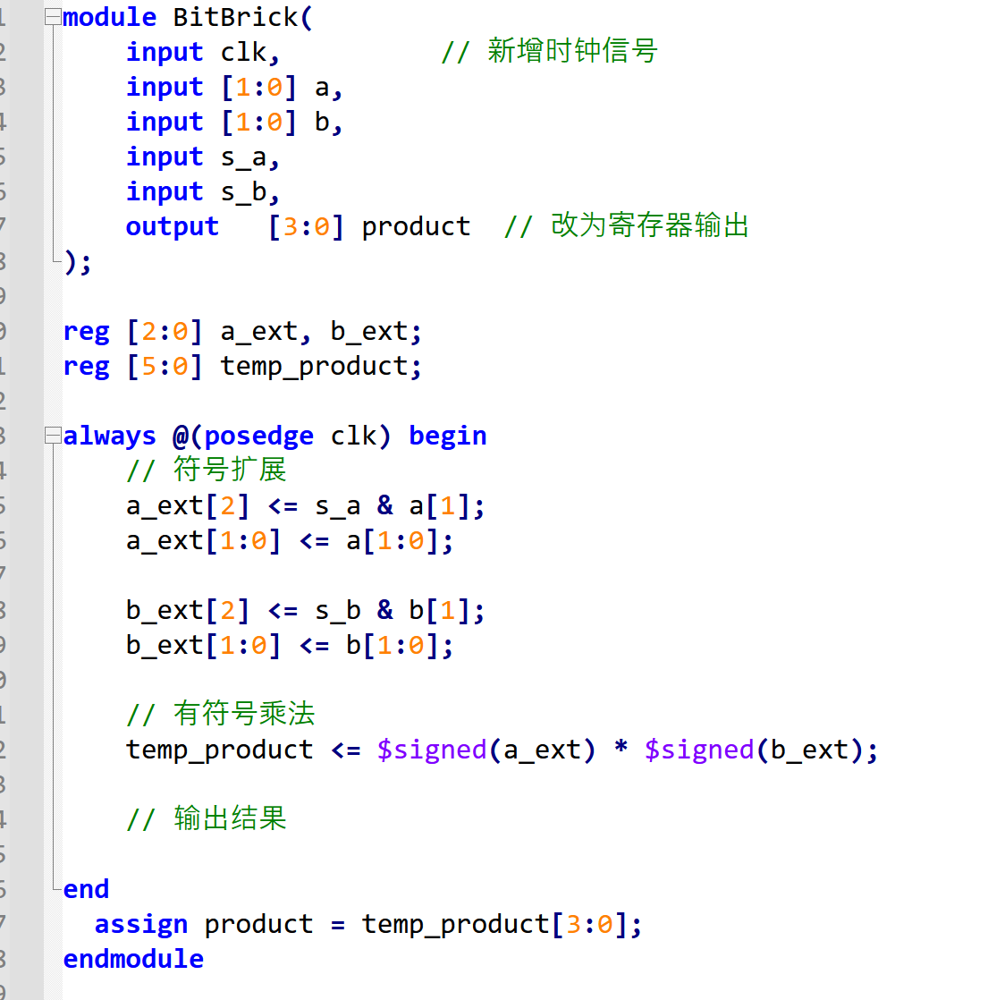 module BitBrick(
    input clk,          // 新增时钟信号
    input [1:0] a,
    input [1:0] b,
    input s_a,
    input s_b,
    output   [3:0] product  // 改为寄存器输出
);
reg [2:0] a_ext, b_ext;
reg [5:0] temp_product;
always @(posedge clk) begin
    // 符号扩展
    a_ext[2] <= s_a & a[1];
    a_ext[1:0] <= a[1:0];
    b_ext[2] <= s_b & b[1];
    b_ext[1:0] <= b[1:0];
    // 有符号乘法
    temp_product <= $signed(a_ext) * $signed(b_ext);
    // 输出结果
end
  assign product = temp_product[3:0];
endmodule